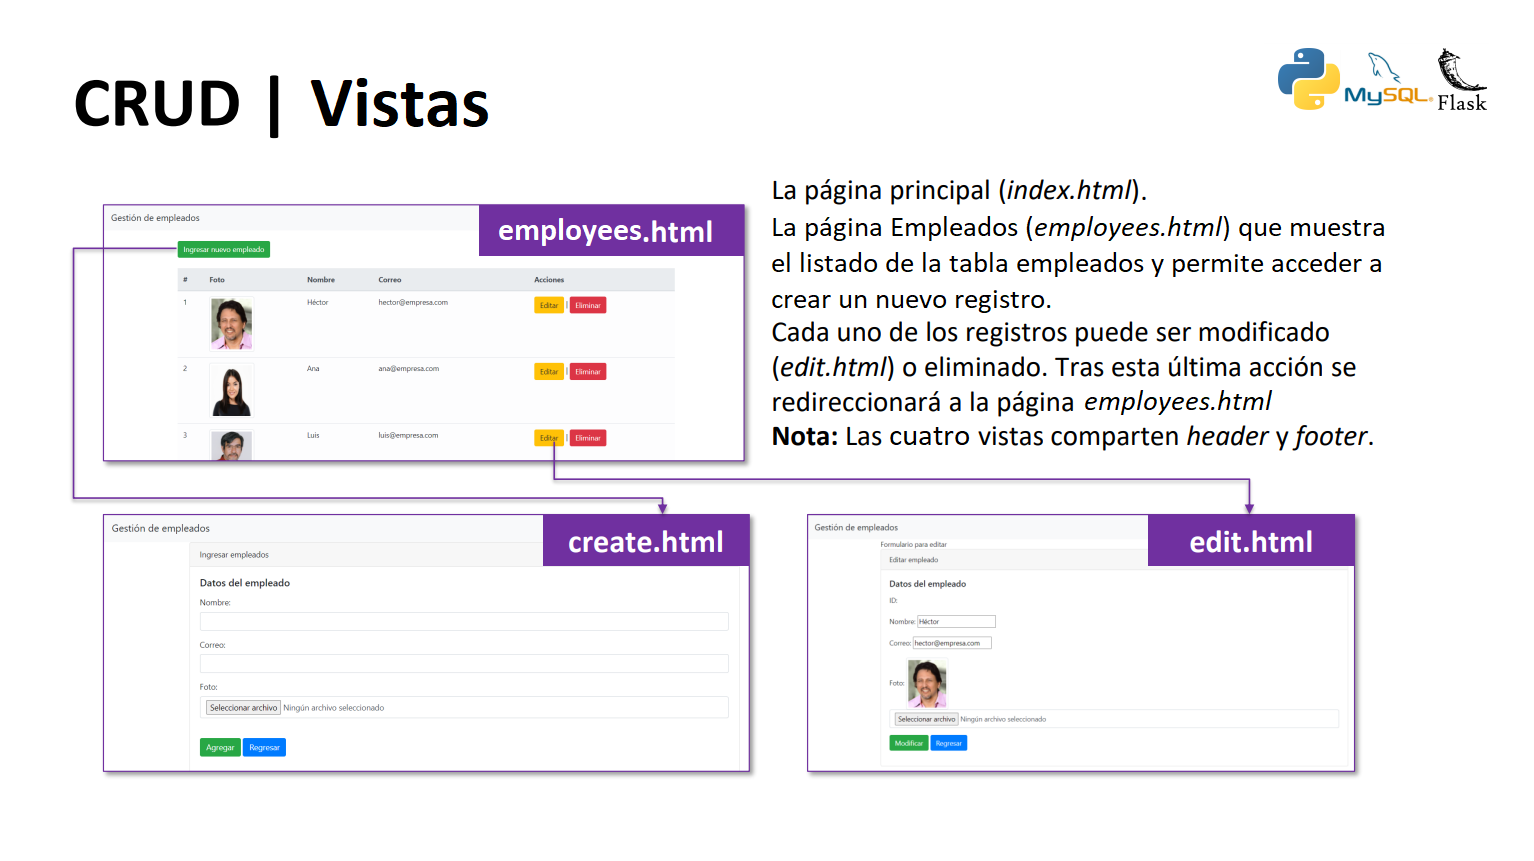 CRUD | Vistas
MySQL®
Flask
Gestión de empleados
employees.html
Ingresar nuevo empleado
# Foto Nombre Correo Acciones
1 Héctor hector@empresa.com Editar | Eliminar
2 Ana ana@empresa.com Editar | Eliminar
3 Luis luis@empresa.com Editar | Eliminar
La página principal (index.html).
La página Empleados (employees.html) que muestra
el listado de la tabla empleados y permite acceder a
crear un nuevo registro.
Cada uno de los registros puede ser modificado
(edit.html) o eliminado. Tras esta última acción se
redireccionará a la página employees.html
Nota: Las cuatro vistas comparten header y footer.
Gestión de empleados
create.html
Ingresar empleados
Datos del empleado
Nombre:
Correo:
Foto:
Seleccionar archivo Ningún archivo seleccionado
Agregar Regresar
Gestión de empleados
edit.html
Formulario para editar
Editar empleado
Datos del empleado
ID:
Nombre: Héctor
Correo: hector@empresa.com
Foto:
Seleccionar archivo Ningún archivo seleccionado
Modificar Regresar